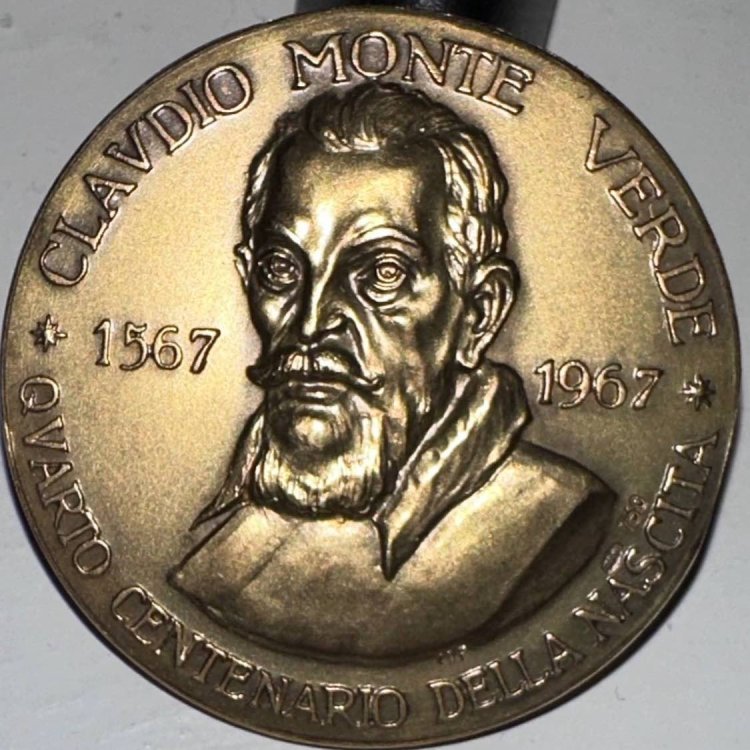 CLAVDIO MONTE VERDE
* 1567
1967 *
QVARTO CENTENARIO DELLA NASCITA